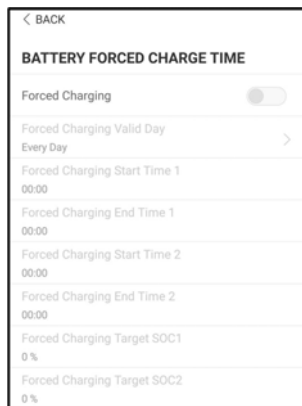 < BACK
BATTERY FORCED CHARGE TIME
Forced Charging
Forced Charging Valid Day
Every Day
Forced Charging Start Time 1
00:00
Forced Charging End Time 1
00:00
Forced Charging Start Time 2
00:00
Forced Charging End Time 2
00:00
Forced Charging Target SOC1
0 %
Forced Charging Target SOC2
0 %